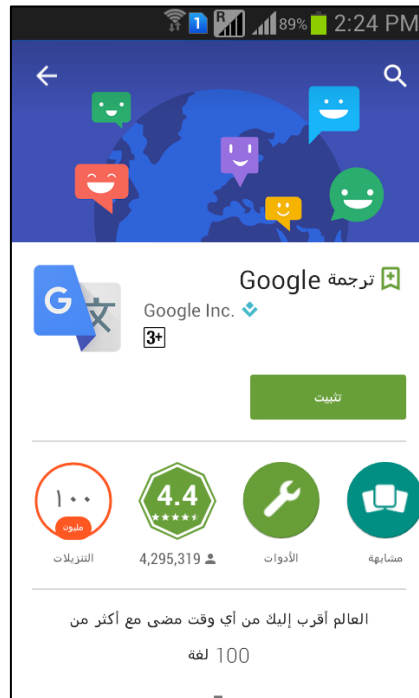 R 1 89% 2:24 PM
ترجمة Google
Google Inc.
3+
تثبيت
١٠٠ 4.4
مليون
التنزيلات 4,295,319 الأدوات مشابهة
العالم أقرب إليك من أي وقت مضى مع أكثر من
100 لغة